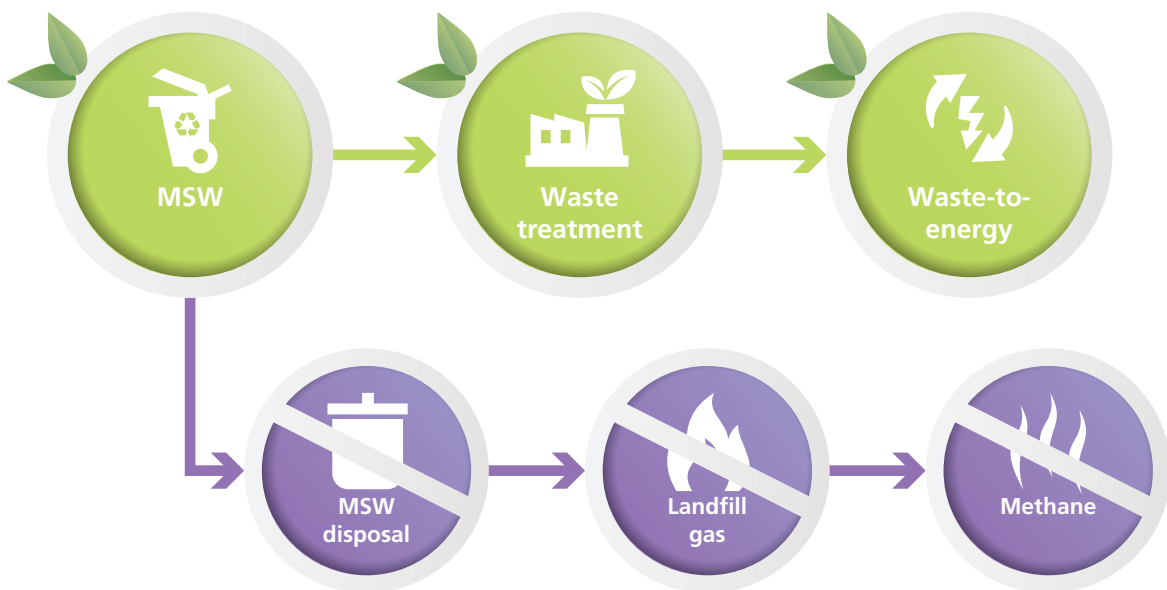 MSW
Waste
treatment
Waste-to-
energy
MSW
disposal
Landfill
gas
Methane